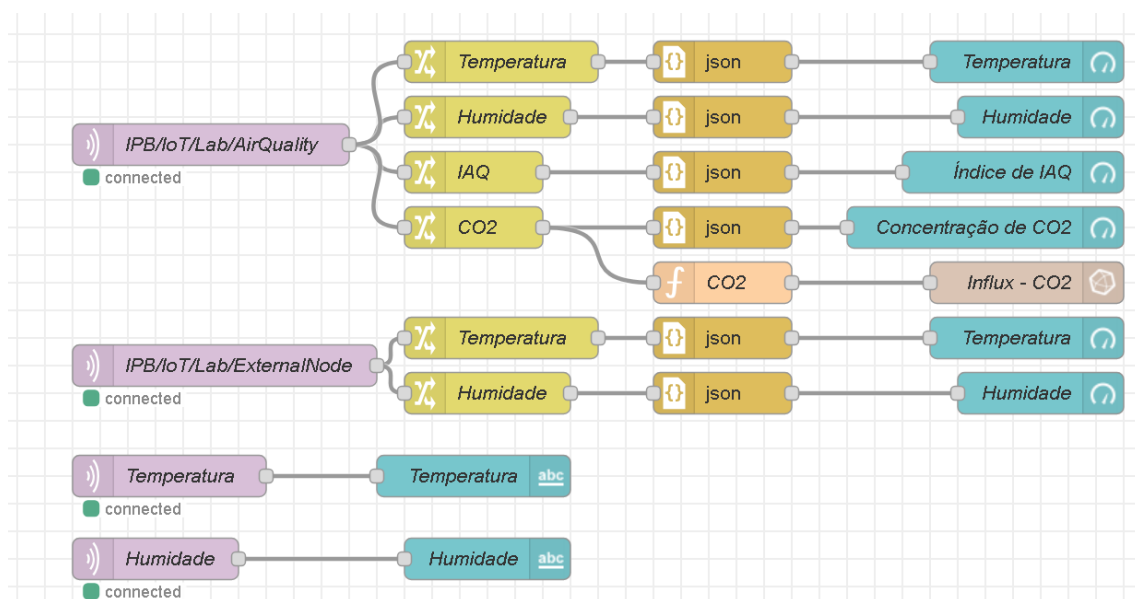 Temperatura json Temperatura
Humidade json Humidade
IPB/IoT/Lab/AirQuality
connected
IAQ json Índice de IAQ
CO2 json Concentração de CO2
CO2 Influx - CO2
Temperatura json Temperatura
IPB/IoT/Lab/ExternalNode
connected
Humidade json Humidade
Temperatura Temperatura abc
connected
Humidade Humidade abc
connected